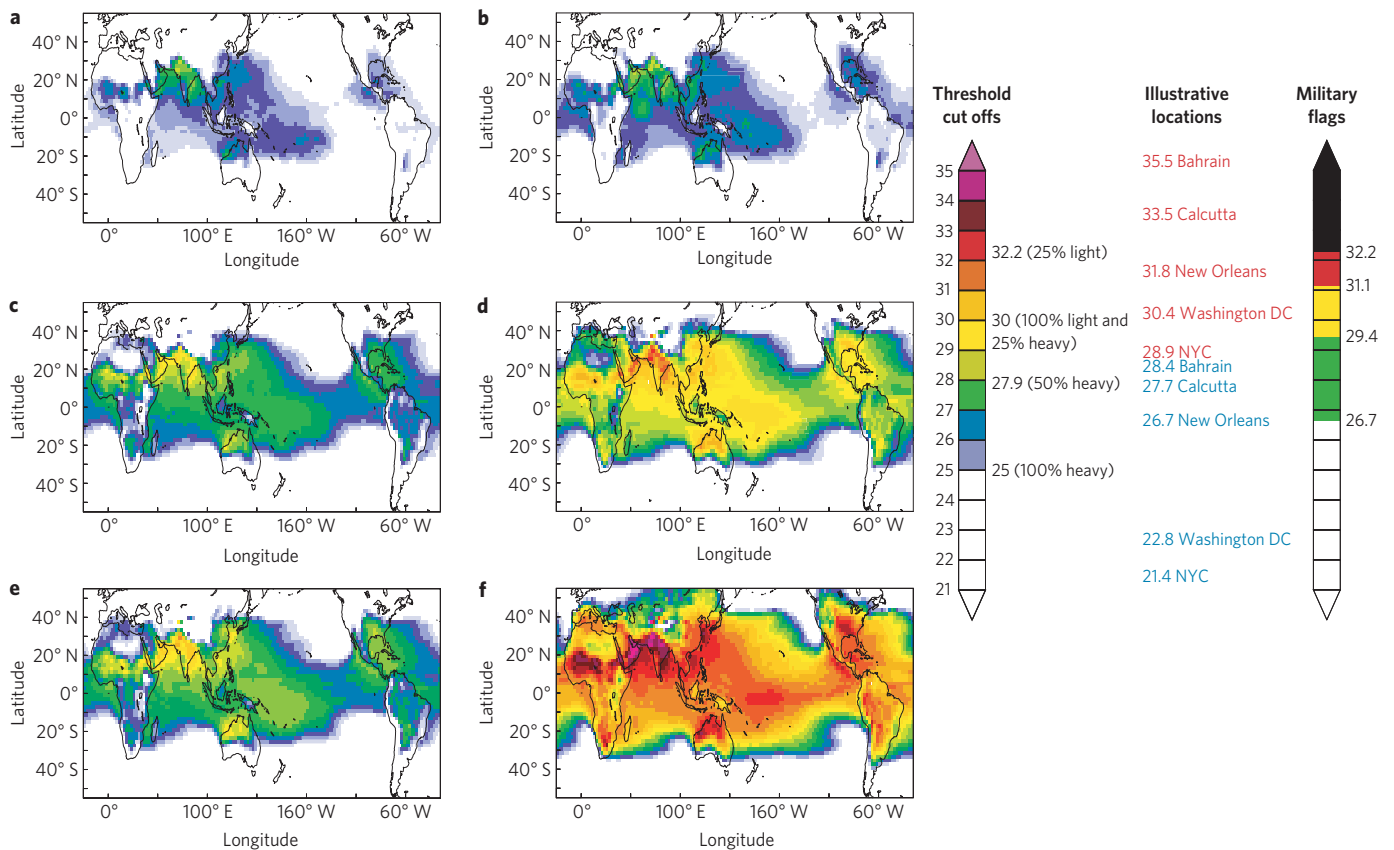 a
40° N
20° N
0°
20° S
40° S
Latitude
0°
100° E
160° W
60° W
Longitude
b
40° N
20° N
0°
20° S
40° S
Latitude
0°
100° E
160° W
60° W
Longitude
c
40° N
20° N
0°
20° S
40° S
Latitude
0°
100° E
160° W
60° W
Longitude
d
40° N
20° N
0°
20° S
40° S
Latitude
0°
100° E
160° W
60° W
Longitude
e
40° N
20° N
0°
20° S
40° S
Latitude
0°
100° E
160° W
60° W
Longitude
f
40° N
20° N
0°
20° S
40° S
Latitude
0°
100° E
160° W
60° W
Longitude
Threshold
cut offs
35
34
33
32
31
30
29
28
27
26
25
24
23
22
21
32.2 (25% light)
30 (100% light and
25% heavy)
27.9 (50% heavy)
25 (100% heavy)
Illustrative
locations
35.5 Bahrain
33.5 Calcutta
31.8 New Orleans
30.4 Washington DC
28.9 NYC
28.4 Bahrain
27.7 Calcutta
26.7 New Orleans
22.8 Washington DC
21.4 NYC
Military
flags
32.2
31.1
29.4
26.7